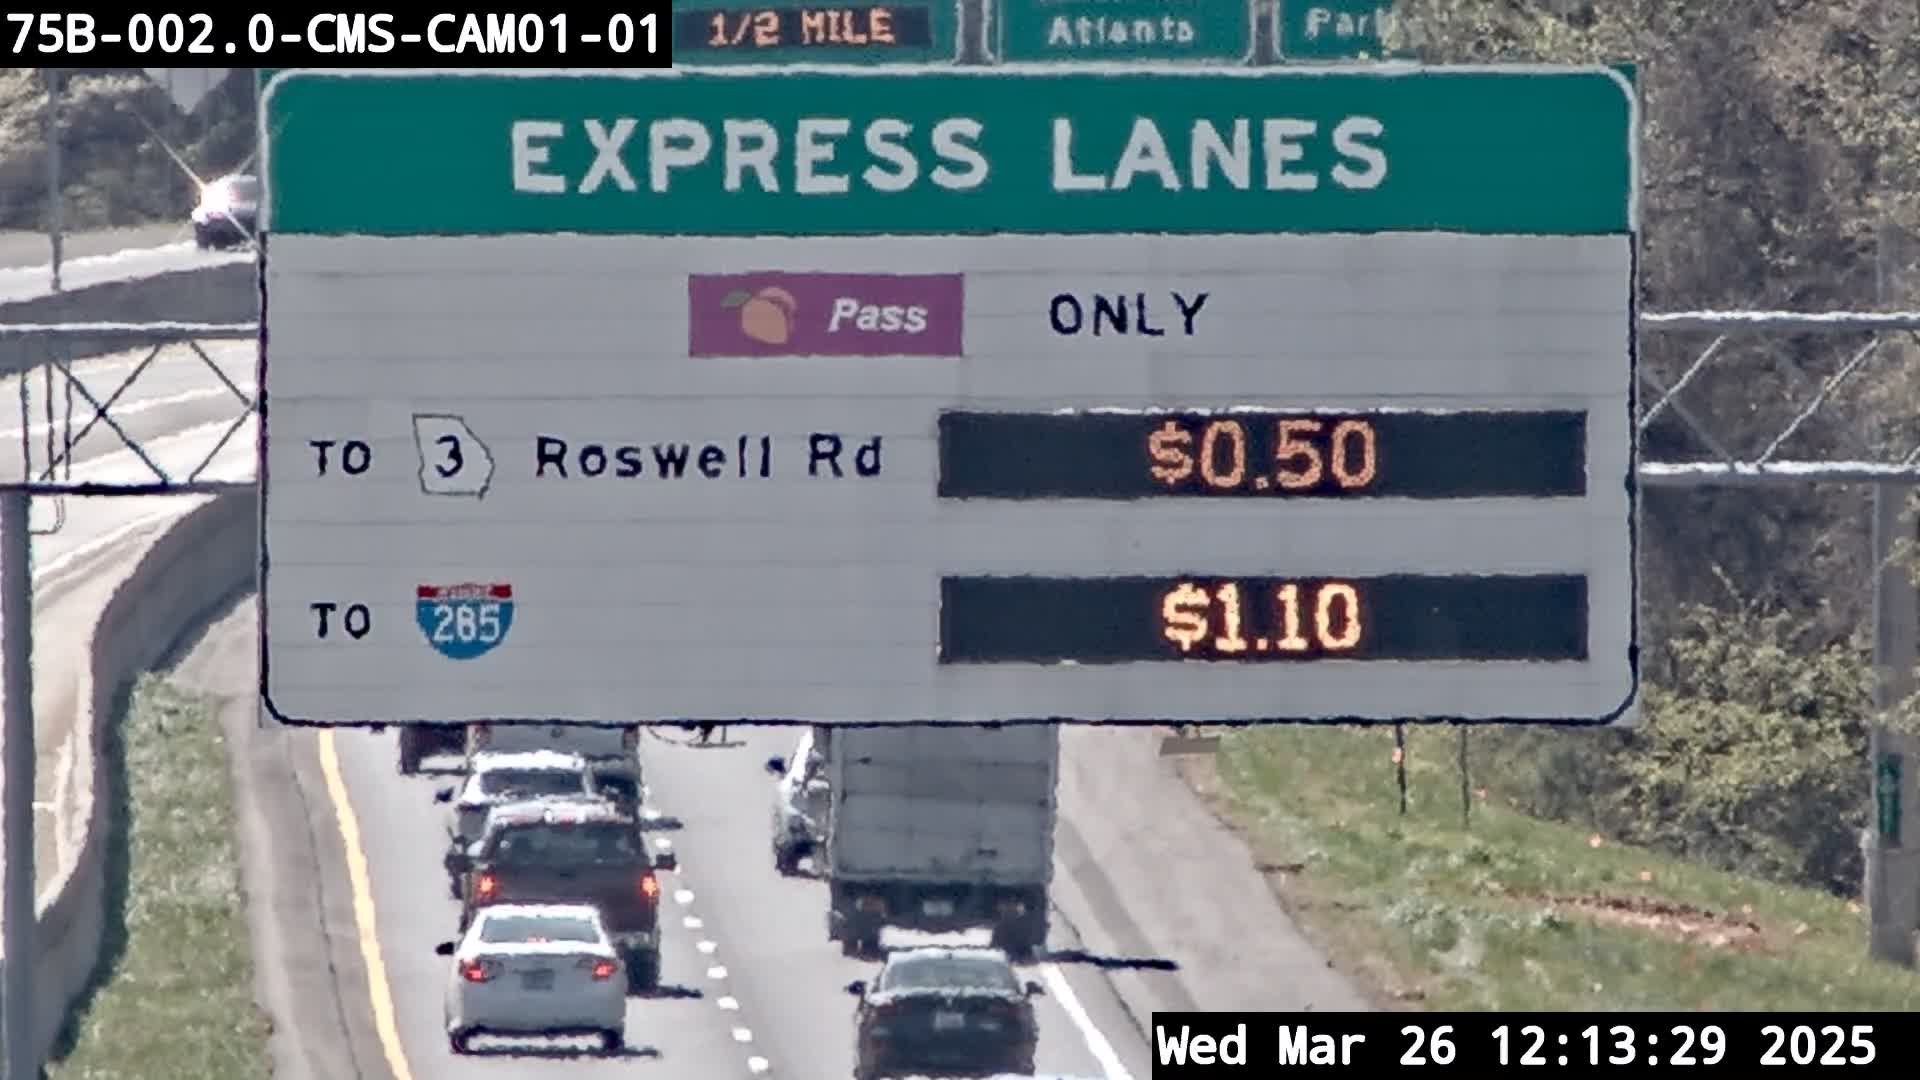 75B-002.0-CMS-CAM01-01
1/2 MILE
Atlanta
EXPRESS LANES
Pass ONLY
TO 3 Roswell Rd $0.50
TO 285 $1.10
Wed Mar 26 12:13:29 2025